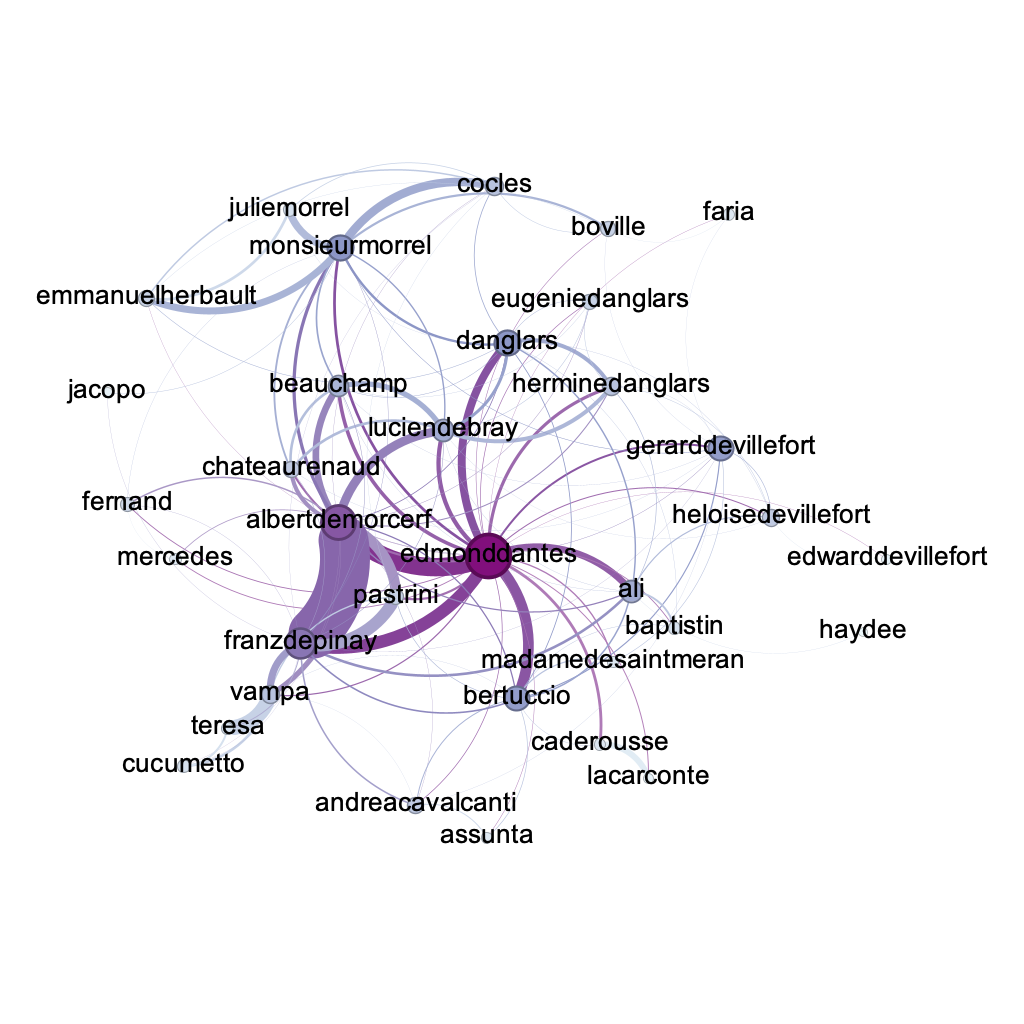 cocles
juliemorrel
faria
boville
monsieurmorrel
emmanuelherbault
eugeniedanglars
danglars
jacopo
beauchamp
herminedanglars
luciendebray
gerarddevillefort
chateaurenaud
fernand
heloisedevillefort
albertdemorcerf
edmonddantes
mercedes
edwarddevillefort
ali
pastrini
baptistin
haydee
franzdepinay
madamedesaintmeran
vampa
bertuccio
teresa
caderousse
cucumetto
lacarconte
andreacavalcanti
assunta